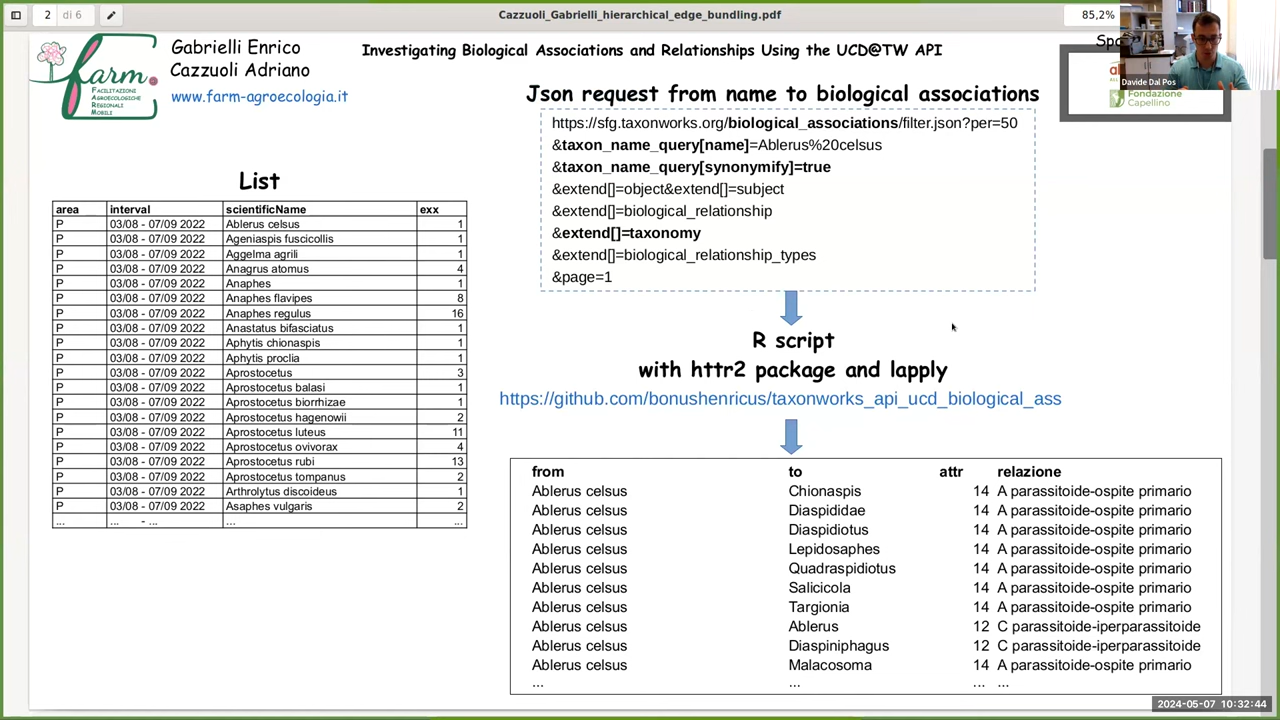 2 di 6
Cazzuoli_Gabrielli_hierarchical_edge_bundling.pdf
85,2%
Gabrielli Enrico
Cazzuoli Adriano
www.farm-agroecologia.it
farm.
FACILITAZIONI
AGROECOLOGICHE
REGIONALI
MOBILI
Investigating Biological Associations and Relationships Using the UCD@TW API
Davide Dal Pos
Fondazione
Capellino
List
area interval scientificName exx
P 03/08 - 07/09 2022 Ablerus celsus 1
P 03/08 - 07/09 2022 Ageniaspis fuscicollis 1
P 03/08 - 07/09 2022 Aggelma agrili 1
P 03/08 - 07/09 2022 Anagrus atomus 4
P 03/08 - 07/09 2022 Anaphes 1
P 03/08 - 07/09 2022 Anaphes flavipes 8
P 03/08 - 07/09 2022 Anaphes regulus 16
P 03/08 - 07/09 2022 Anastatus bifasciatus 1
P 03/08 - 07/09 2022 Aphytis chionaspis 1
P 03/08 - 07/09 2022 Aphytis proclia 1
P 03/08 - 07/09 2022 Aprostocetus 3
P 03/08 - 07/09 2022 Aprostocetus balasi 1
P 03/08 - 07/09 2022 Aprostocetus biorrhizae 1
P 03/08 - 07/09 2022 Aprostocetus hagenowii 2
P 03/08 - 07/09 2022 Aprostocetus luteus 11
P 03/08 - 07/09 2022 Aprostocetus ovivorax 4
P 03/08 - 07/09 2022 Aprostocetus rubi 13
P 03/08 - 07/09 2022 Aprostocetus tompanus 2
P 03/08 - 07/09 2022 Arthrolytus discoideus 1
P 03/08 - 07/09 2022 Asaphes vulgaris 2
... ... - ... ... ...
Json request from name to biological associations
https://sfg.taxonworks.org/biological_associations/filter.json?per=50
&taxon_name_query[name]=Ablerus%20celsus
&taxon_name_query[synonymify]=true
&extend[]=object&extend[]=subject
&extend[]=biological_relationship
&extend[]=taxonomy
&extend[]=biological_relationship_types
&page=1
R script
with httr2 package and lapply
https://github.com/bonushenricus/taxonworks_api_ucd_biological_ass
from to attr relazione
Ablerus celsus Chionaspis 14 A parassitoide-ospite primario
Ablerus celsus Diaspididae 14 A parassitoide-ospite primario
Ablerus celsus Diaspidiotus 14 A parassitoide-ospite primario
Ablerus celsus Lepidosaphes 14 A parassitoide-ospite primario
Ablerus celsus Quadraspidiotus 14 A parassitoide-ospite primario
Ablerus celsus Salicicola 14 A parassitoide-ospite primario
Ablerus celsus Targionia 14 A parassitoide-ospite primario
Ablerus celsus Ablerus 12 C parassitoide-iperparassitoide
Ablerus celsus Diaspiniphagus 12 C parassitoide-iperparassitoide
Ablerus celsus Malacosoma 14 A parassitoide-ospite primario
... ... ... ...
2024-05-07 10:32:44